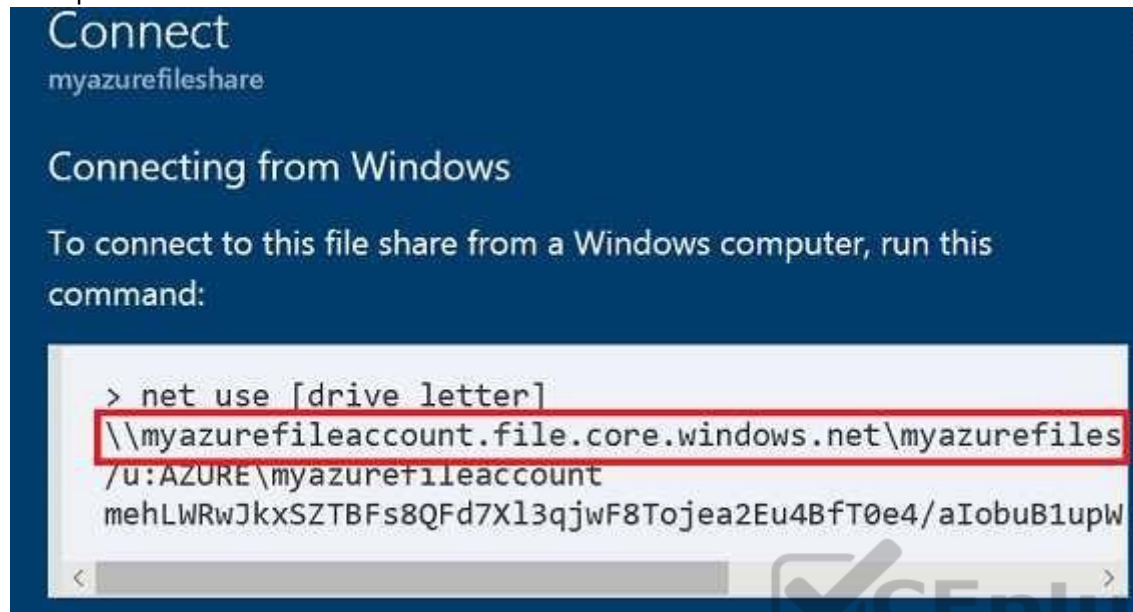 Connect
myazurefileshare
Connecting from Windows
To connect to this file share from a Windows computer, run this
command:
> net use [drive letter]
\\myazurefileaccount.file.core.windows.net\myazurefiles
/u:AZURE\myazurefileaccount
mehLWRwJkxSZTBFs8QFd7Xl3qjwF8Tojea2Eu4BfT0e4/aIobuB1upW